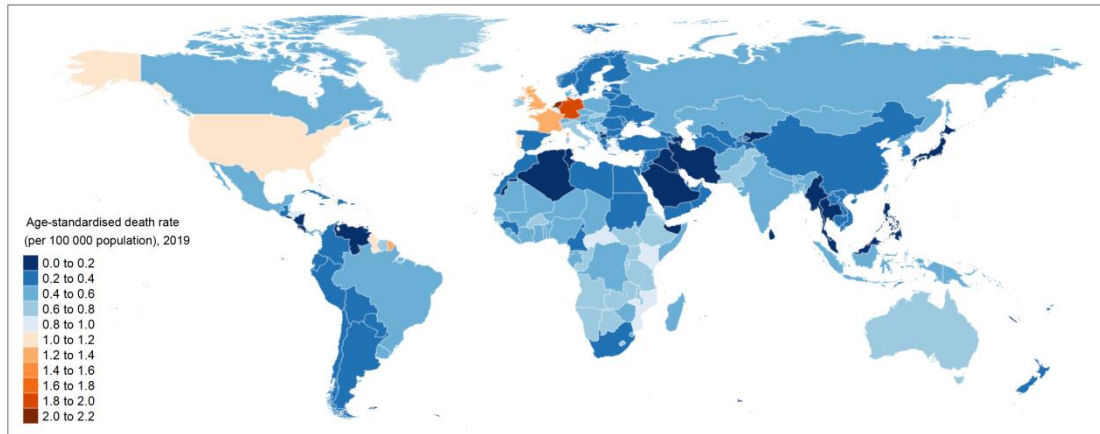 Age-standardised death rate
(per 100 000 population), 2019
0.0 to 0.2
0.2 to 0.4
0.4 to 0.6
0.6 to 0.8
0.8 to 1.0
1.0 to 1.2
1.2 to 1.4
1.4 to 1.6
1.6 to 1.8
1.8 to 2.0
2.0 to 2.2